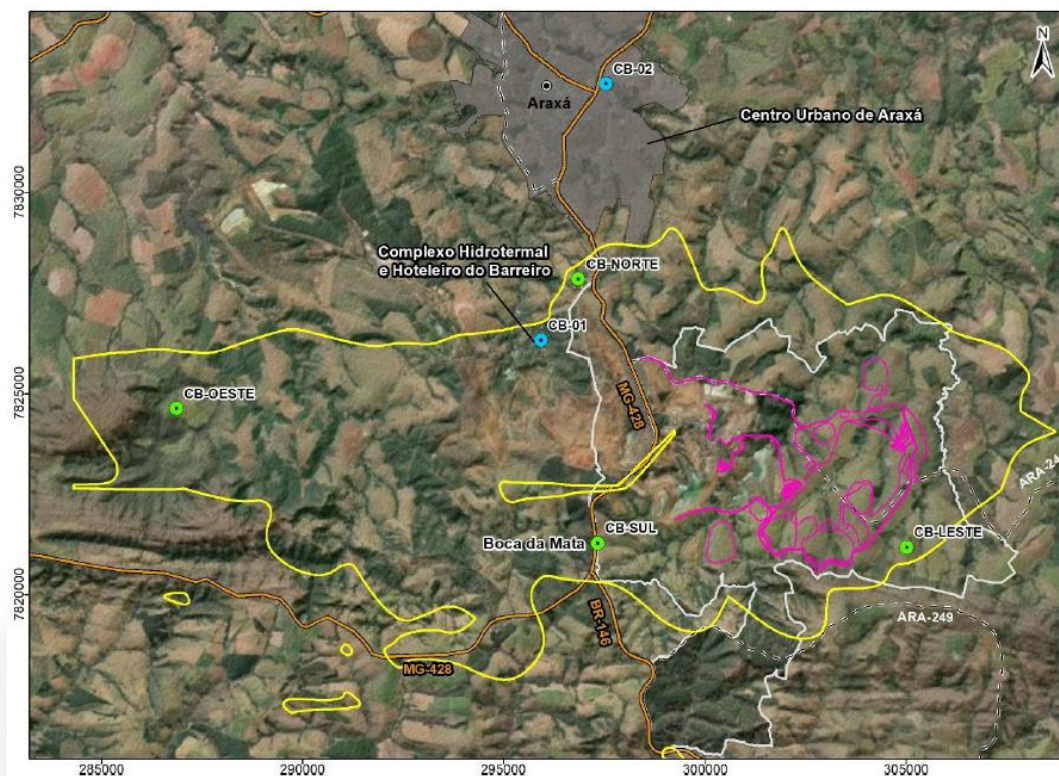 N
CB-02
Araxá
Centro Urbano de Araxá
7830000
Complexo Hidrotermal
e Hoteleiro do Barreiro
CB-NORTE
CB-01
CB-OESTE
7825000
MG-428
ARA-24
CB-SUL
Boca da Mata
CB-LESTE
7820000
BR-146
ARA-249
MG-428
285000
290000
295000
300000
305000